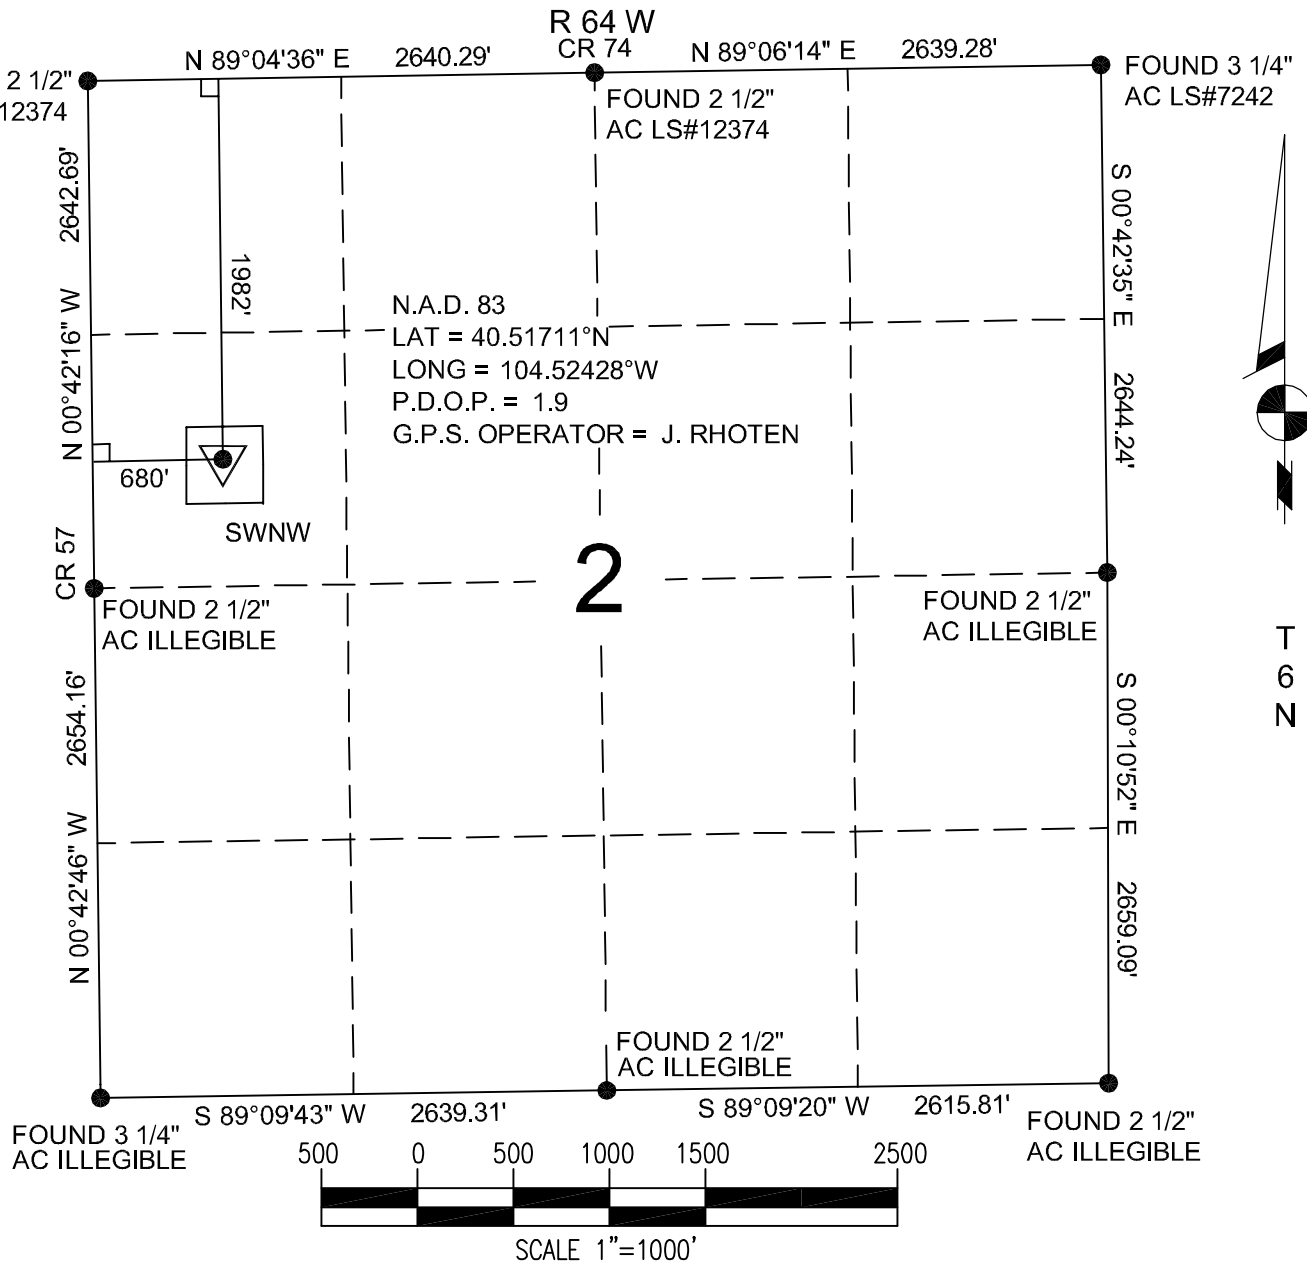 R 64 W
N 89°04'36" E
2640.29'
CR 74
N 89°06'14" E
2639.28'
2 1/2"
12374
FOUND 2 1/2"
AC LS#12374
FOUND 3 1/4"
AC LS#7242
2642.69'
N 00°42'16" W
CR 57
1982'
680'
SWNW
N.A.D. 83
LAT = 40.51711°N
LONG = 104.52428°W
P.D.O.P. = 1.9
G.P.S. OPERATOR = J. RHOTEN
S 00°42'35" E
2644.24'
2
FOUND 2 1/2"
AC ILLEGIBLE
FOUND 2 1/2"
AC ILLEGIBLE
T
6
N
2654.16'
N 00°42'46" W
S 00°10'52" E
2659.09'
FOUND 2 1/2"
AC ILLEGIBLE
S 89°09'43" W
2639.31'
S 89°09'20" W
2615.81'
FOUND 3 1/4"
AC ILLEGIBLE
FOUND 2 1/2"
AC ILLEGIBLE
500 0 500 1000 1500 2500
SCALE 1"=1000'